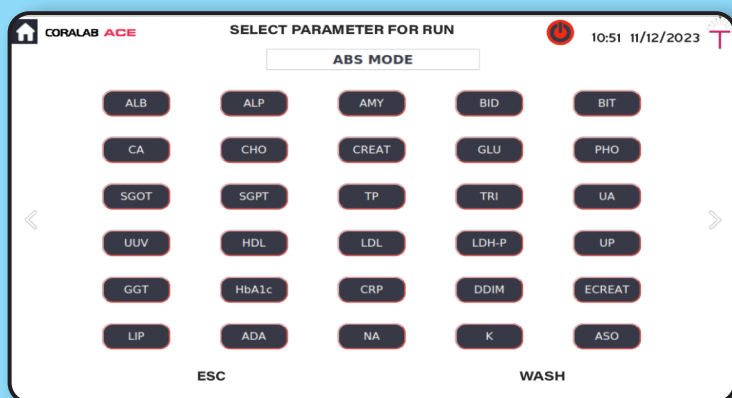 CORALAB ACE SELECT PARAMETER FOR RUN 10:51 11/12/2023 T
ABS MODE
ALB ALP AMY BID BIT
CA CHO CREAT GLU PHO
SGOT SGPT TP TRI UA
UUV HDL LDL LDH-P UP
GGT HbA1c CRP DDIM ECREAT
LIP ADA NA K ASO
ESC WASH